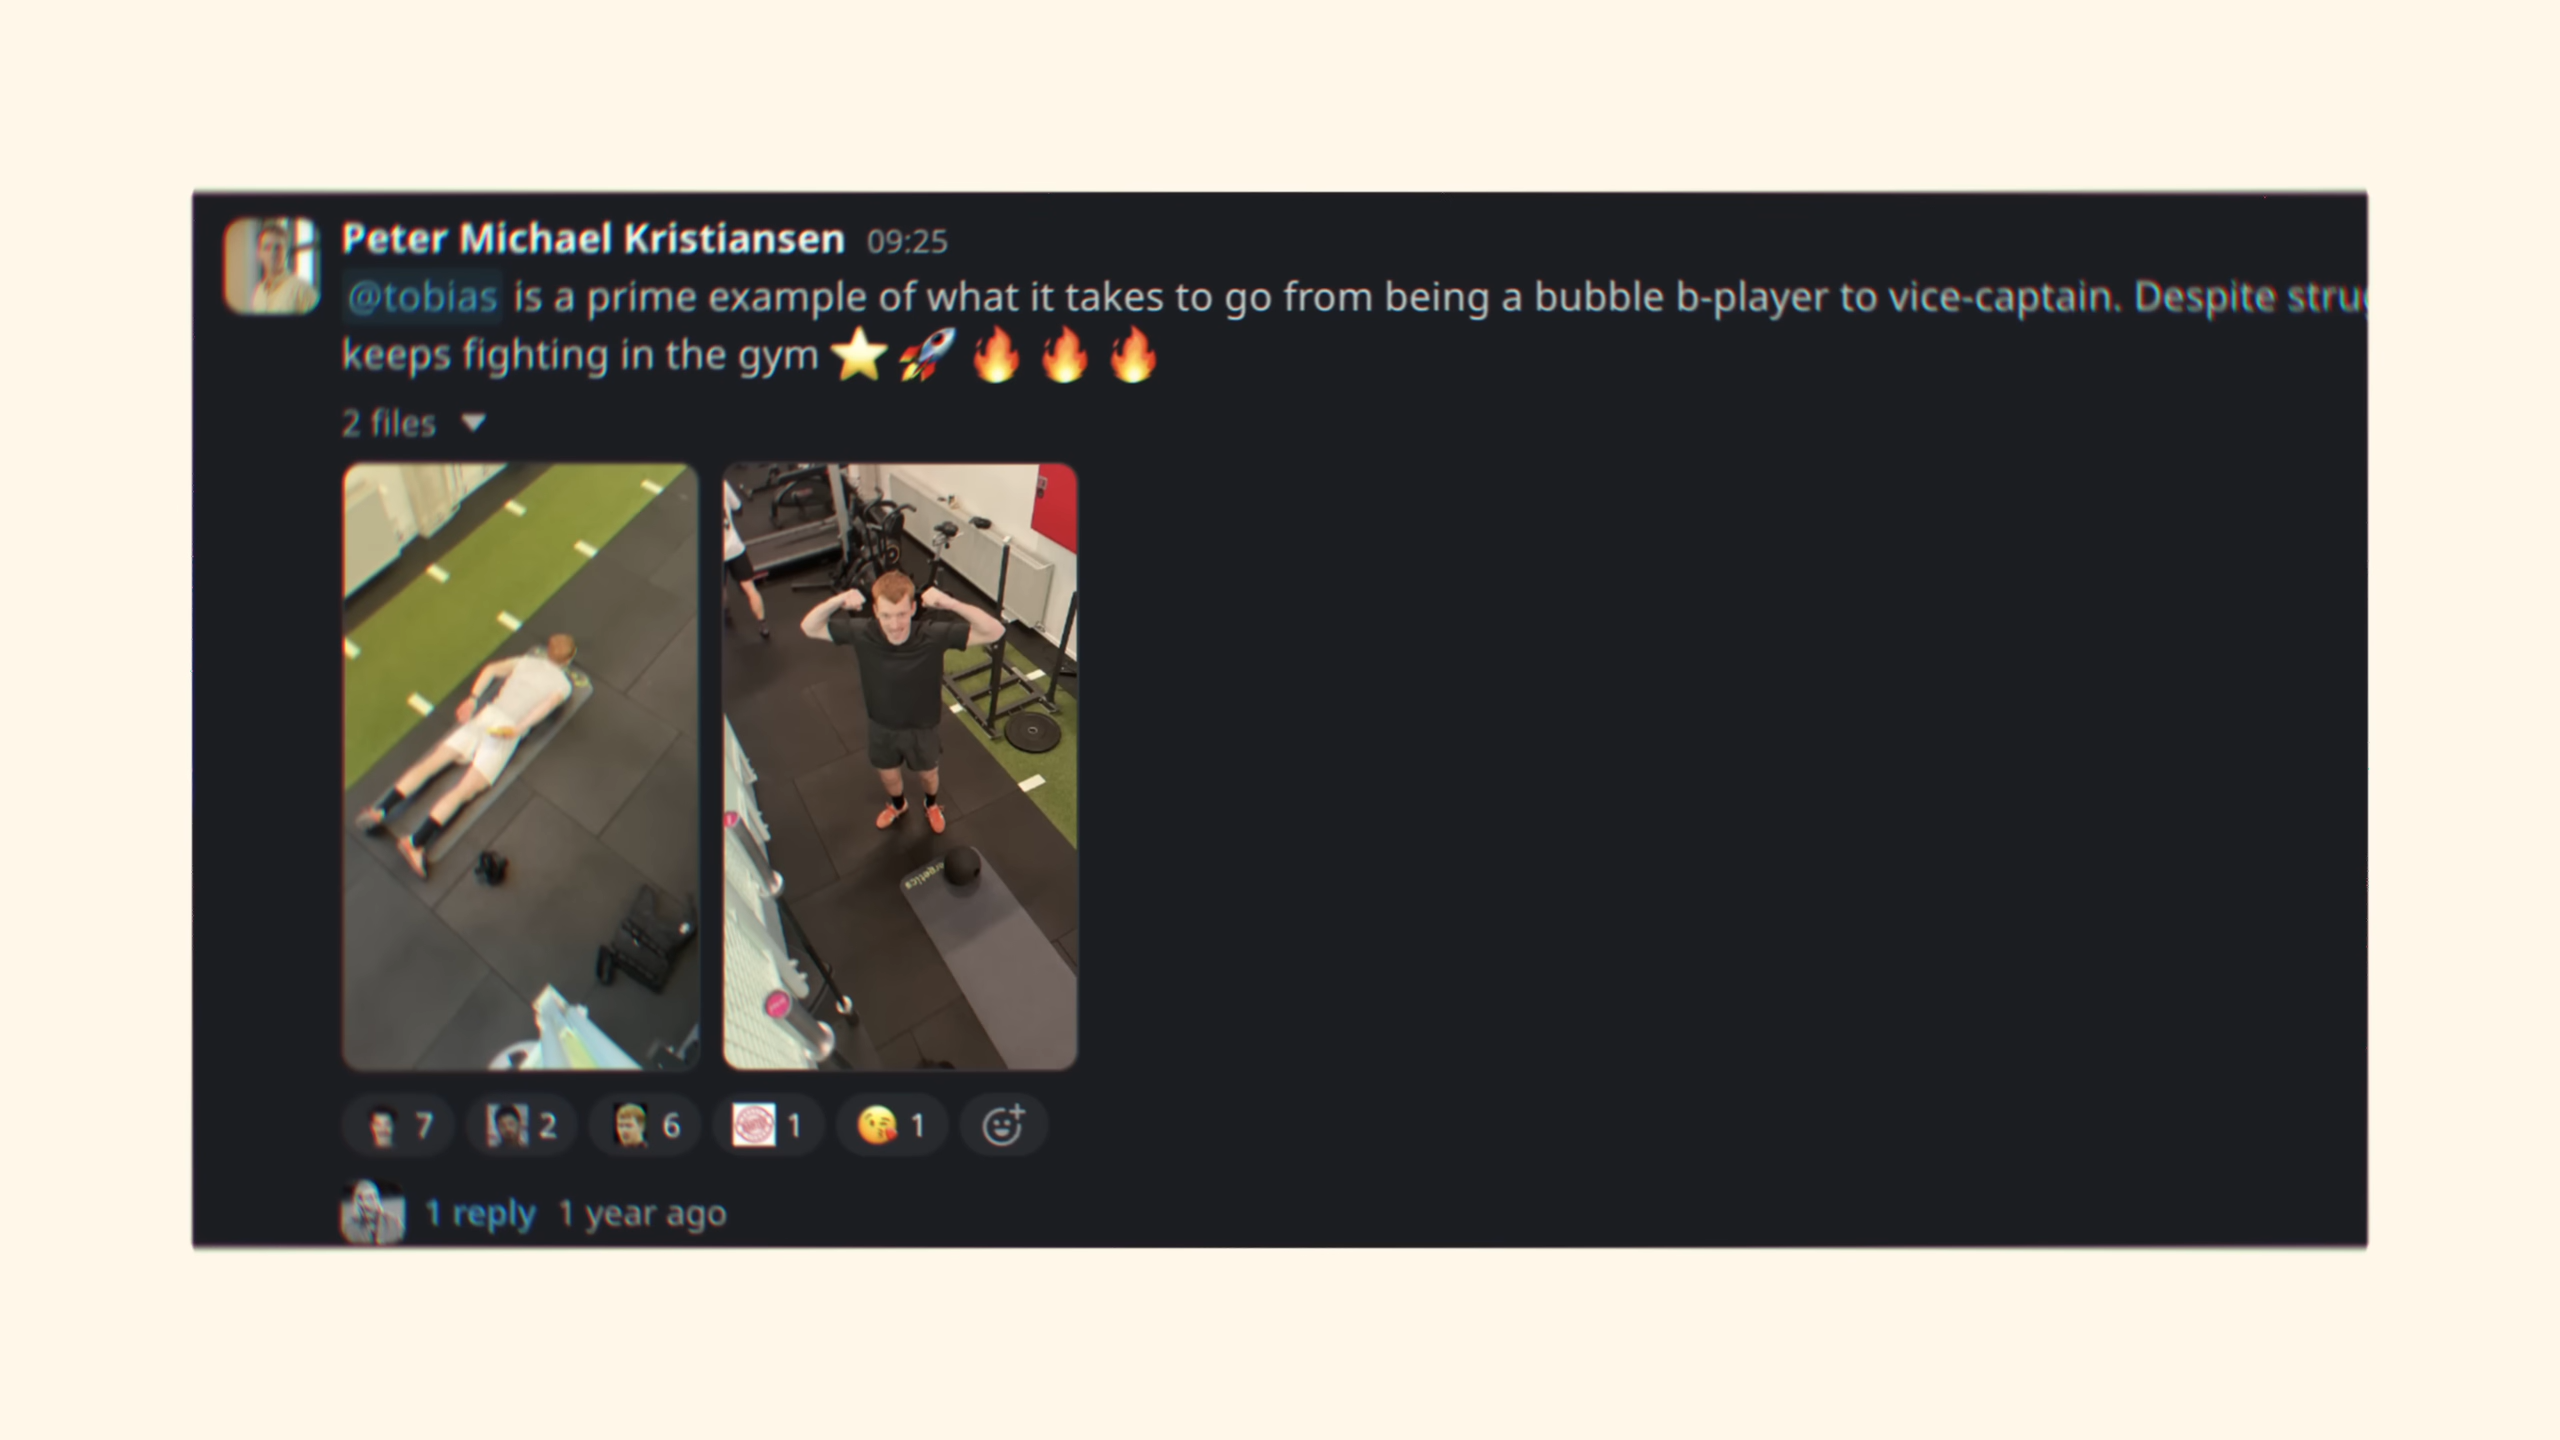 Peter Michael Kristiansen 09:25
@tobias is a prime example of what it takes to go from being a bubble b-player to vice-captain. Despite
keeps fighting in the gym
2 files
7 2 6 1 1
1 reply 1 year ago